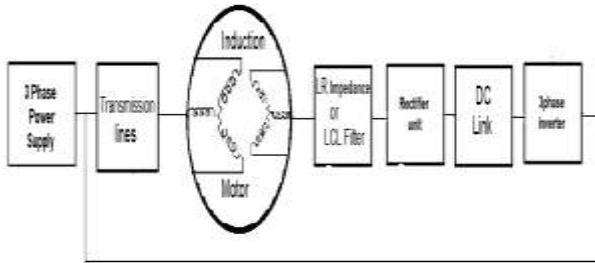 3 Phase
Power
Supply
Transmission
lines
Induction
Motor
LR Impedance
or
LCL Filter
Rectifier
unit
DC
Link
3phase
inverter